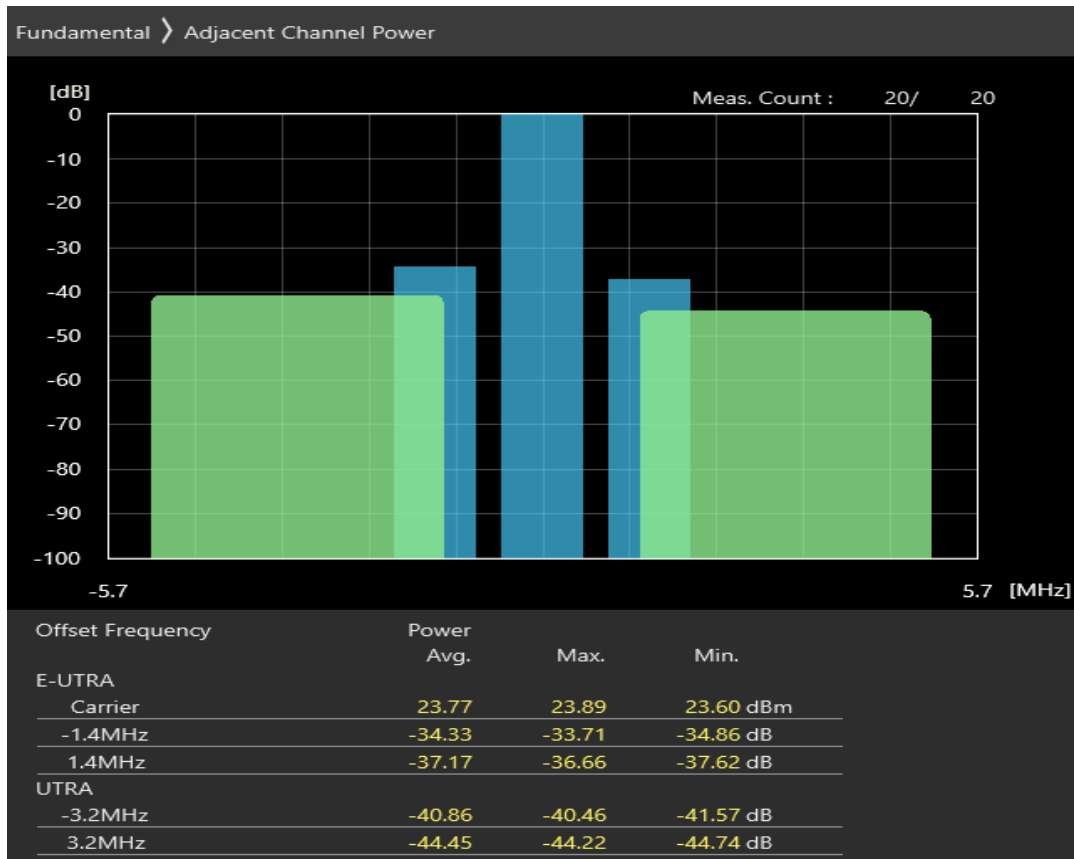 Fundamental ❯ Adjacent Channel Power
[dB]
Meas. Count : 20/ 20
0
-10
-20
-30
-40
-50
-60
-70
-80
-90
-100
-5.7 5.7 [MHz]
Offset Frequency Power
Avg. Max. Min.
E-UTRA
Carrier 23.77 23.89 23.60 dBm
-1.4MHz -34.33 -33.71 -34.86 dB
1.4MHz -37.17 -36.66 -37.62 dB
UTRA
-3.2MHz -40.86 -40.46 -41.57 dB
3.2MHz -44.45 -44.22 -44.74 dB